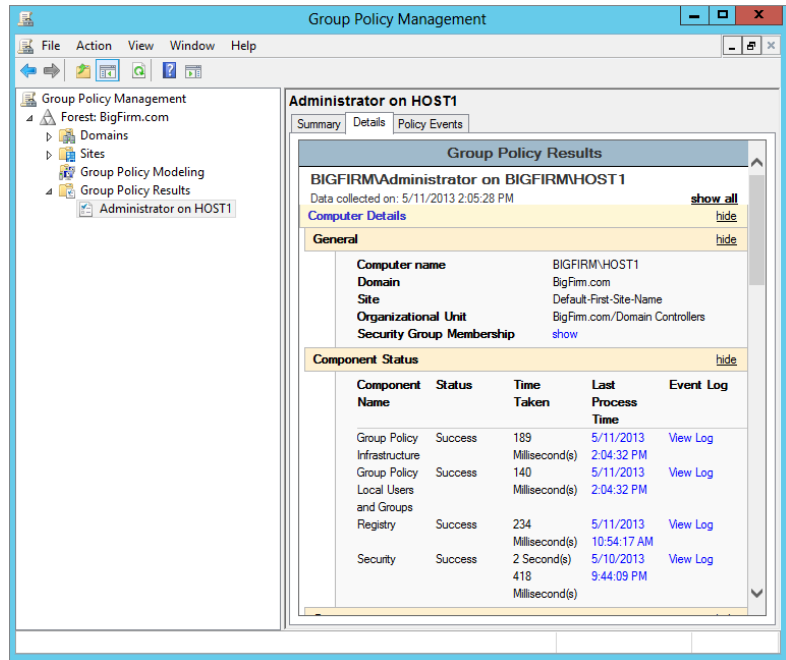 Group Policy Management
File Action View Window Help
Group Policy Management
Forest: BigFirm.com
Domains
Sites
Group Policy Modeling
Group Policy Results
Administrator on HOST1
Administrator on HOST1
Summary Details Policy Events
Group Policy Results
BIGFIRM\Administrator on BIGFIRM\HOST1
Data collected on: 5/11/2013 2:05:28 PM show all
Computer Details hide
General hide
Computer name BIGFIRM\HOST1
Domain BigFirm.com
Site Default-First-Site-Name
Organizational Unit BigFirm.com/Domain Controllers
Security Group Membership show
Component Status hide
Component Status Time Last Event Log
Name Taken Process
Time
Group Policy Success 189 5/11/2013 View Log
Infrastructure Millisecond(s) 2:04:32 PM
Group Policy Success 140 5/11/2013 View Log
Local Users Millisecond(s) 2:04:32 PM
and Groups
Registry Success 234 5/11/2013 View Log
Millisecond(s) 10:54:17 AM
Security Success 2 Second(s) 5/10/2013 View Log
418 9:44:09 PM
Millisecond(s)